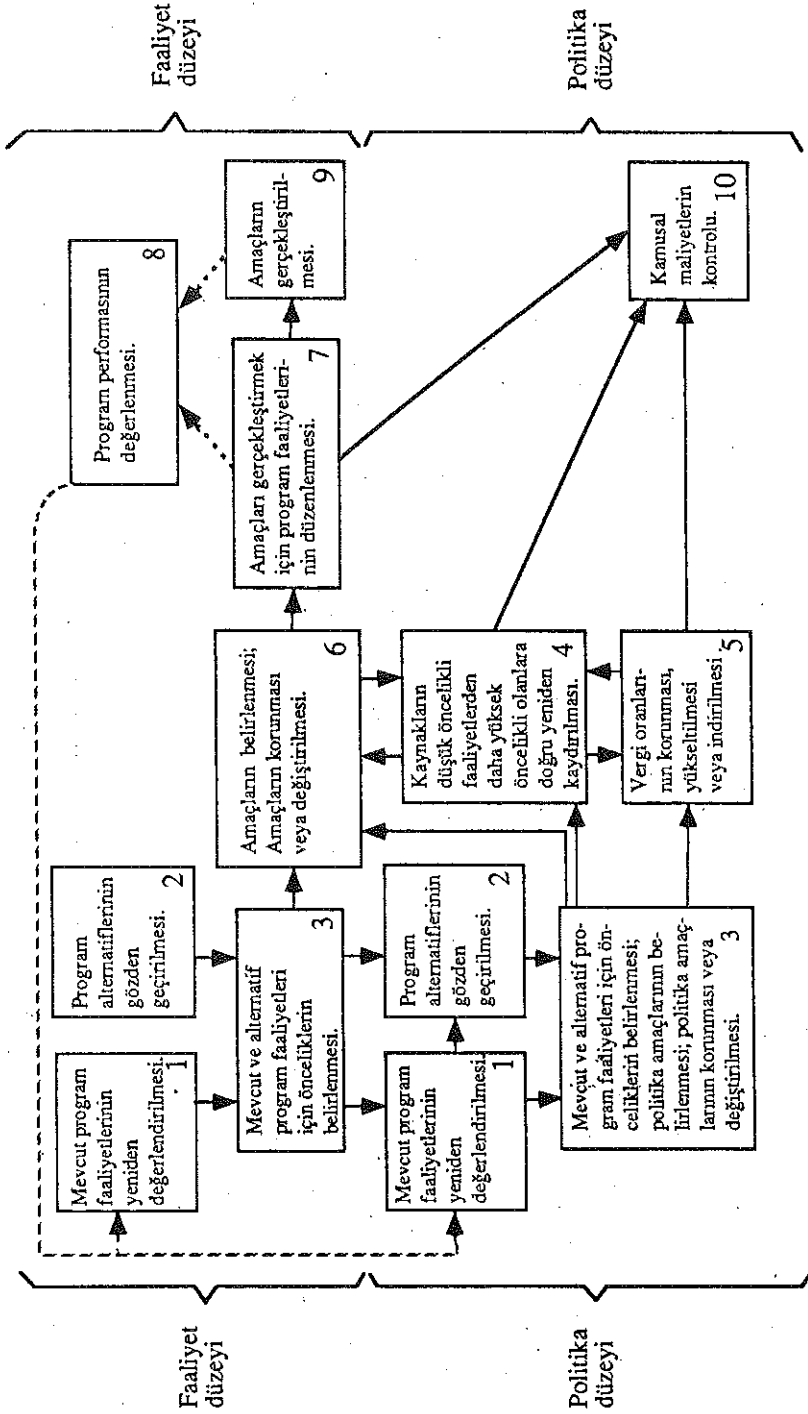 Faaliyet
düzeyi
Politika
düzeyi
Mevcut program
faaliyetlerinin
yeniden
değerlendirilmesi.
1
Program
alternatiflerinin
gözden
geçirilmesi.
2
Mevcut ve alternatif
program faaliyetleri
için önceliklerin
belirlenmesi.
3
Mevcut program
faaliyetlerinin
yeniden
değerlendirilmesi.
1
Program
alternatiflerinin
gözden
geçirilmesi.
2
Mevcut ve alternatif pro-
gram faaliyetleri için ön-
celikleri belirlenmesi;
politika amaçlarının be-
lirlenmesi; politika amaç-
larının korunması veya
değiştirilmesi.
3
Amaçların belirlenmesi;
Amaçların korunması
veya değiştirilmesi.
6
Kaynakların
düşük öncelikli
faaliyetlerden
daha yüksek
öncelikli olanlara
doğru yeniden
kaydırılması.
4
Vergi oranları-
nın korunması,
yükseltilmesi
veya indirilmesi
5
Amaçları gerçekleştirmek
için program faaliyetleri-
nin düzenlenmesi.
7
Program performasının
değerlenmesi.
8
Amaçların
gerçekleştiril-
mesi.
9
Kamusal
maliyetlerin
kontrolu.
10
Faaliyet
düzeyi
Politika
düzeyi